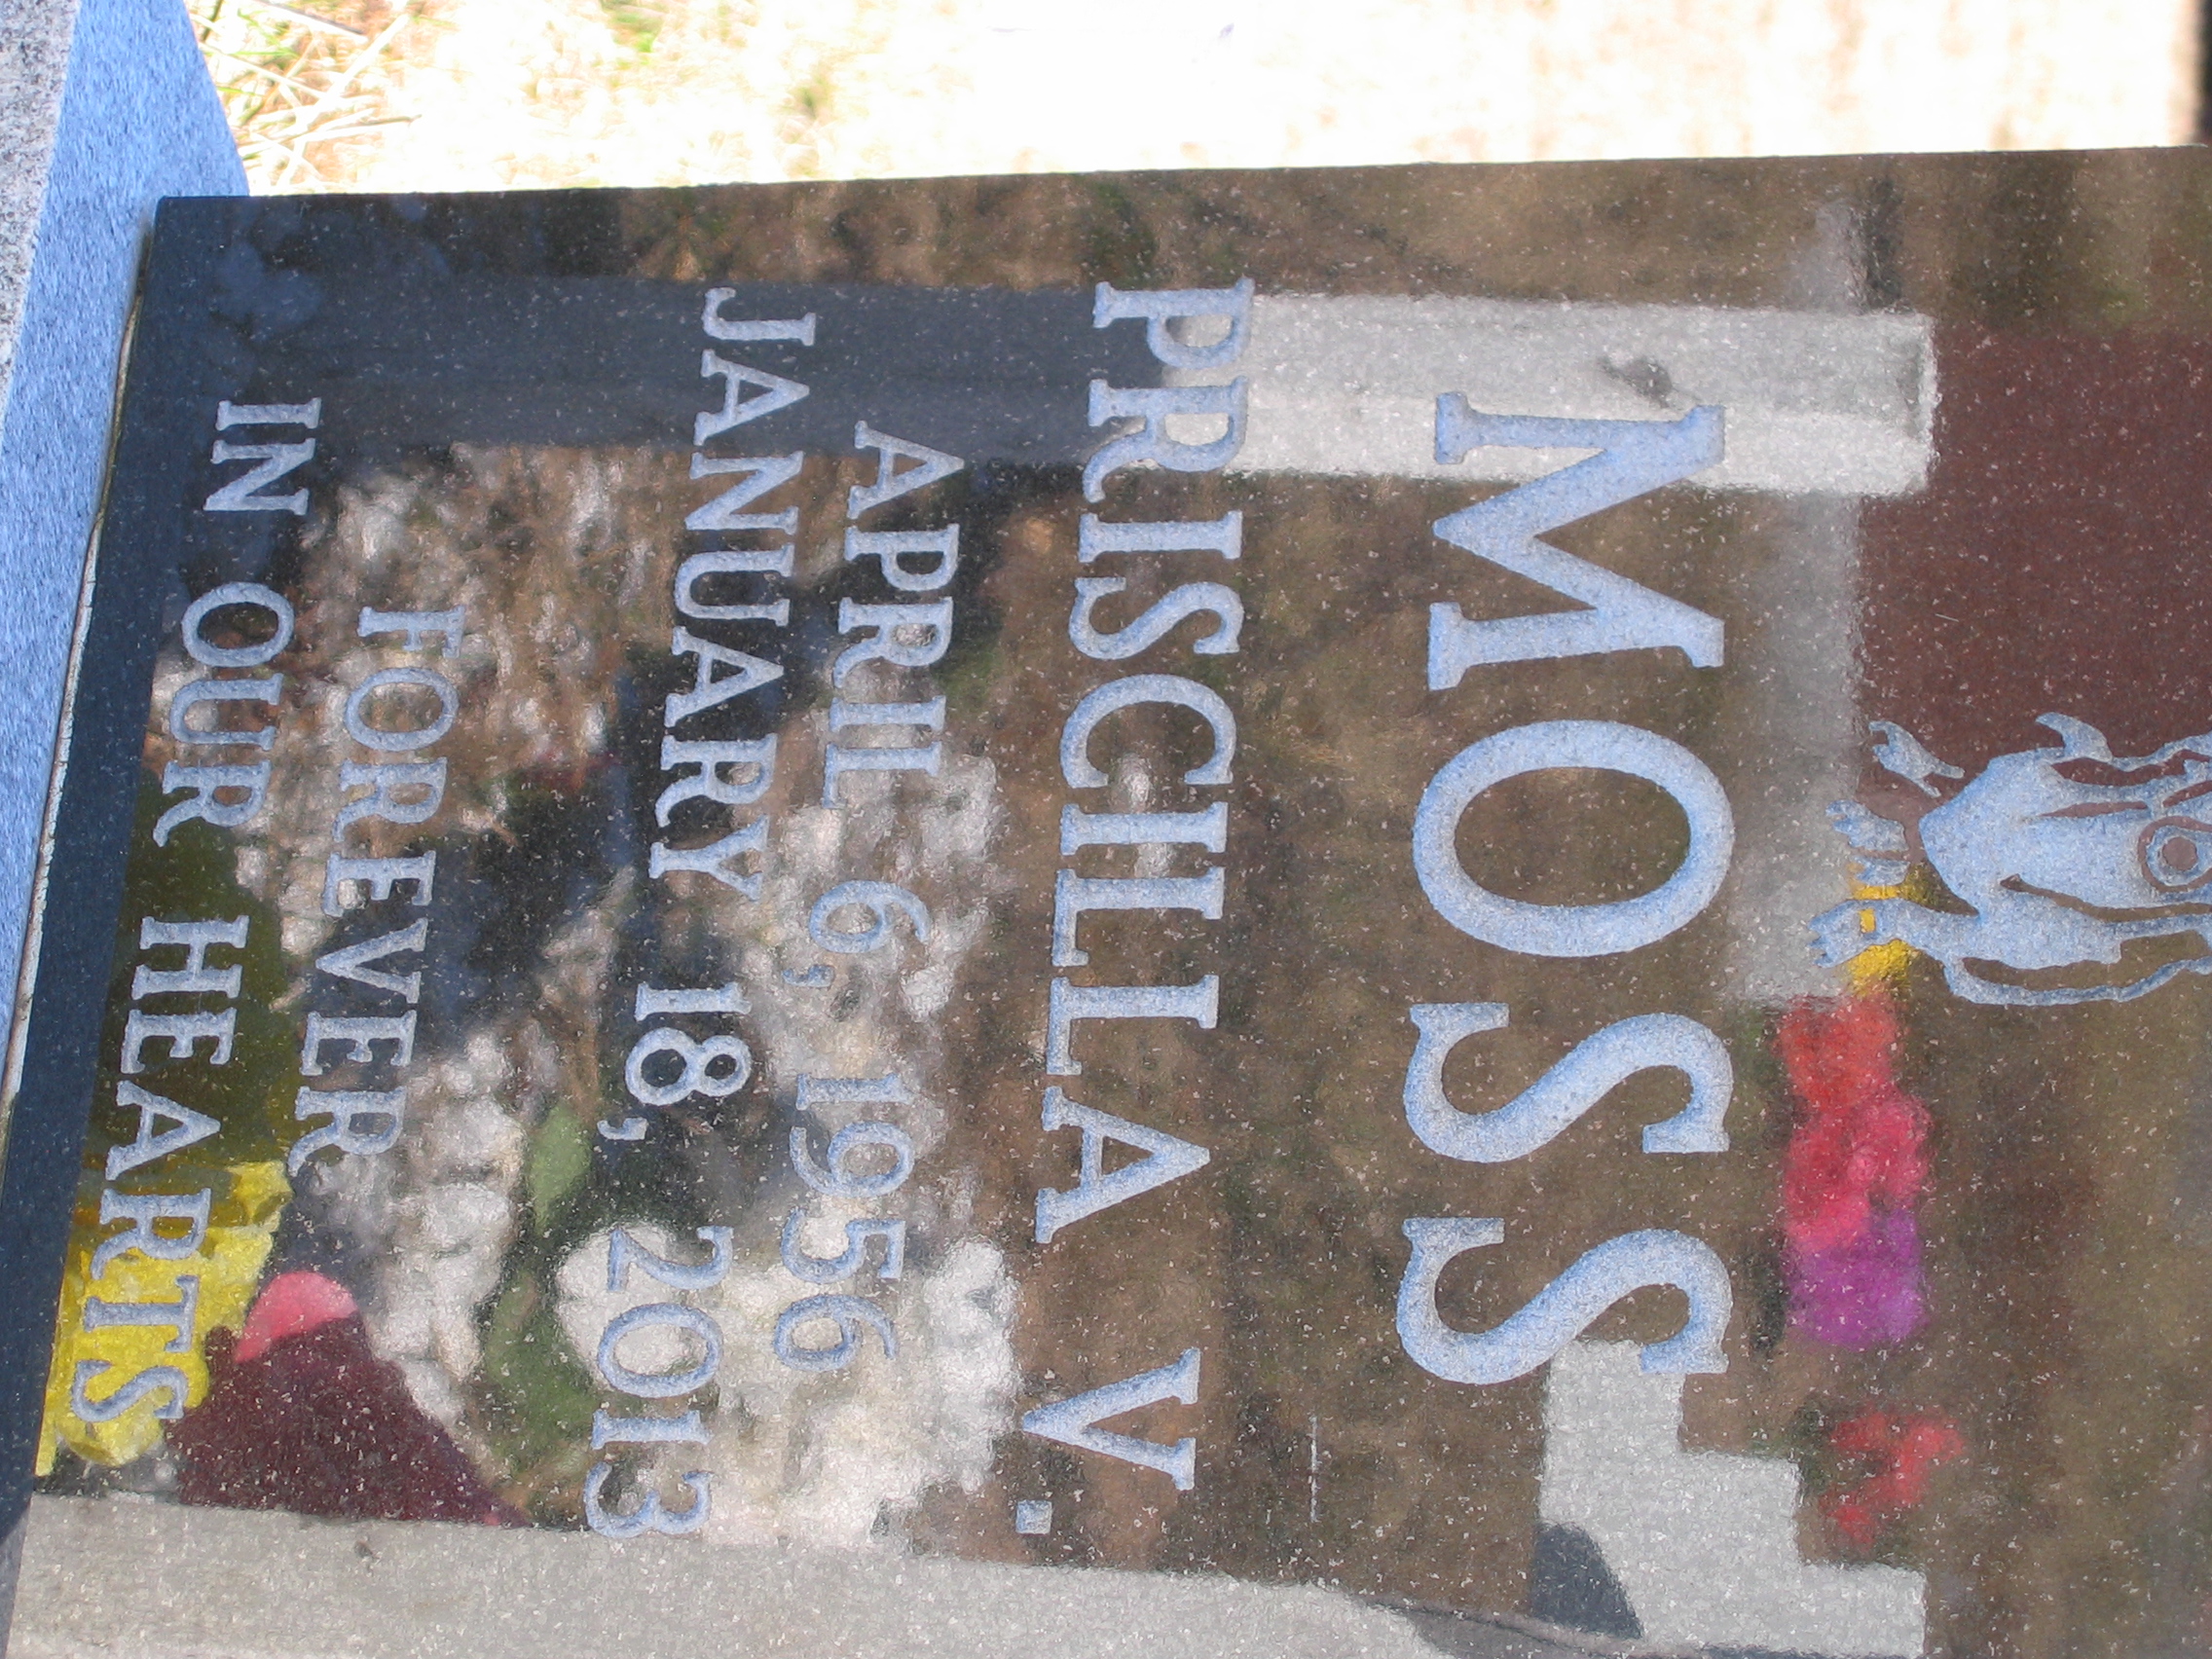 MOSS
PRISCILLA V.
APRIL 6, 1956
JANUARY 18, 2013
FOREVER
IN OUR HEARTS